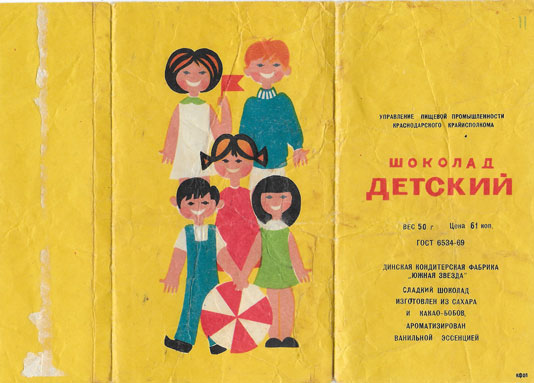 11
УПРАВЛЕНИЕ ПИЩЕВОЙ ПРОМЫШЛЕННОСТИ
КРАСНОДАРСКОГО КРАЙИСПОЛКОМА
ШОКОЛАД
ДЕТСКИЙ
ВЕС 50 г Цена 61 коп.
ГОСТ 6534-69
ДИНСКАЯ КОНДИТЕРСКАЯ ФАБРИКА
„ЮЖНАЯ ЗВЕЗДА"
СЛАДКИЙ ШОКОЛАД
ИЗГОТОВЛЕН ИЗ САХАРА
И КАКАО-БОБОВ,
АРОМАТИЗИРОВАН
ВАНИЛЬНОЙ ЭССЕНЦИЕЙ